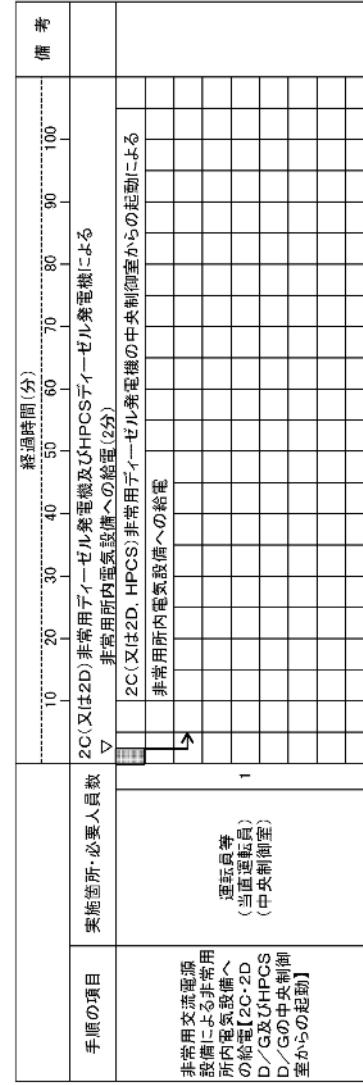 手順の項目
実施箇所・必要人員数
経過時間(分)
10 20 30 40 50 60 70 80 90 100
備 考
2C(又は2D)非常用ディーゼル発電機及びHPCSディーゼル発電機による
非常用所内電気設備への給電(2分)
▽
非常用交流電源
設備による非常用
所内電気設備へ
の給電【2C・2D
D/G及びHPCS
D/Gの中央制御
室からの起動】
運転員等
(当直運転員)
(中央制御室)
1
2C(又は2D,HPCS)非常用ディーゼル発電機の中央制御室からの起動による
非常用所内電気設備への給電